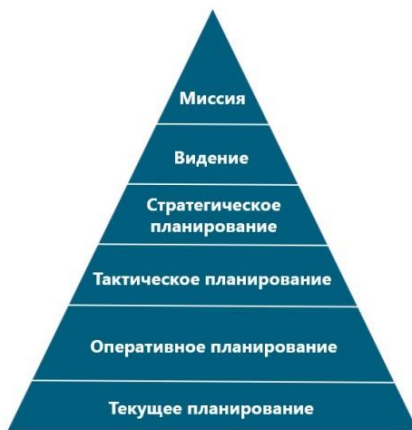 Миссия
Видение
Стратегическое
планирование
Тактическое планирование
Оперативное планирование
Текущее планирование